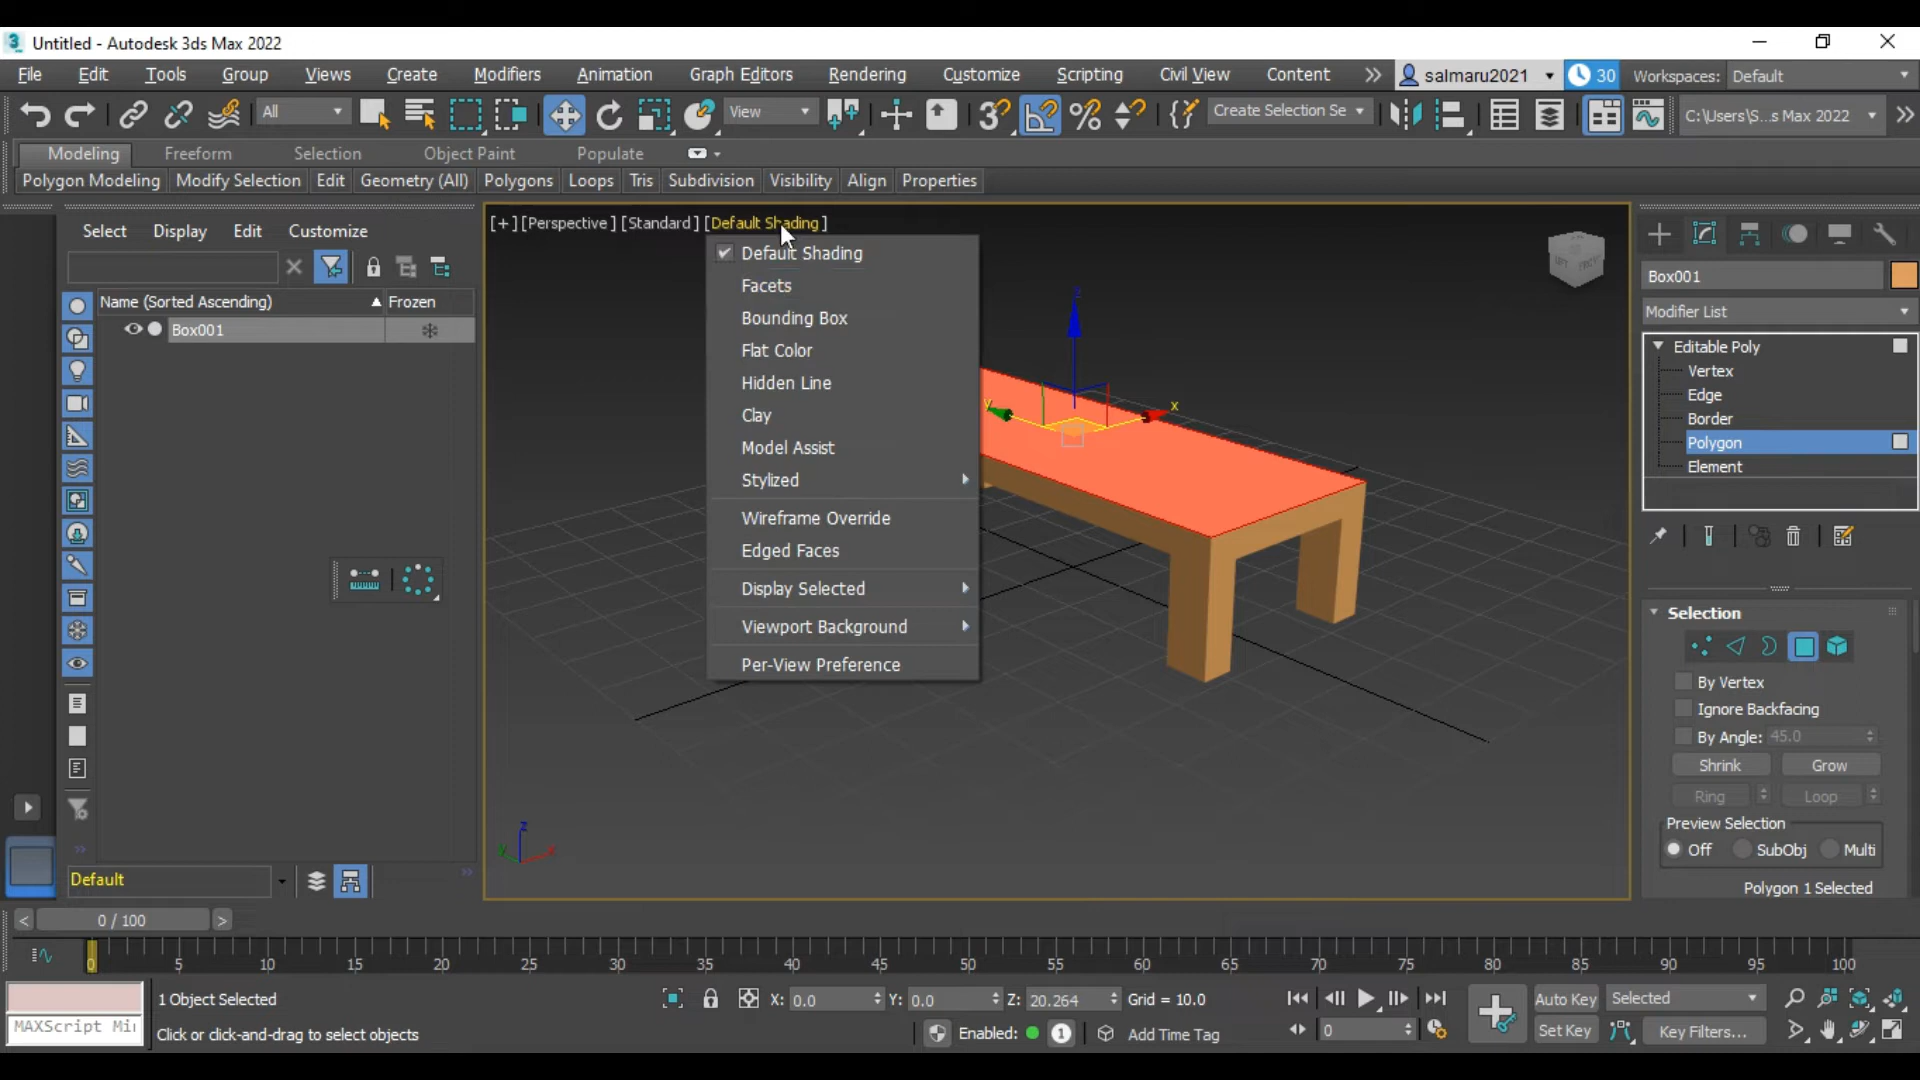 Untitled - Autodesk 3ds Max 2022
File Edit Tools Group Views Create Modifiers Animation Graph Editors Rendering Customize Scripting Civil View Content salmaru2021 30 Workspaces: Default
All View Create Selection Se C:\Users\S...s Max 2022
Modeling Freeform Selection Object Paint Populate
Polygon Modeling Modify Selection Edit Geometry (All) Polygons Loops Tris Subdivision Visibility Align Properties
Select Display Edit Customize
Name (Sorted Ascending) Frozen
Box001
Default
[+] [Perspective] [Standard] [Default Shading]
Default Shading
Facets
Bounding Box
Flat Color
Hidden Line
Clay
Model Assist
Stylized
Wireframe Override
Edged Faces
Display Selected
Viewport Background
Per-View Preference
z
y
x
LEFT FRONT
z
y x
Box001
Modifier List
Editable Poly
Vertex
Edge
Border
Polygon
Element
Selection
By Vertex
Ignore Backfacing
By Angle: 45.0
Shrink Grow
Ring Loop
Preview Selection
Off SubObj Multi
Polygon 1 Selected
< 0 / 100 >
0 5 10 15 20 25 30 35 40 45 50 55 60 65 70 75 80 85 90 95 100
1 Object Selected X: 0.0 Y: 0.0 Z: 20.264 Grid = 10.0 Auto Key Selected
MAXScript Mi Click or click-and-drag to select objects Enabled: 1 Add Time Tag 0 Set Key Key Filters...